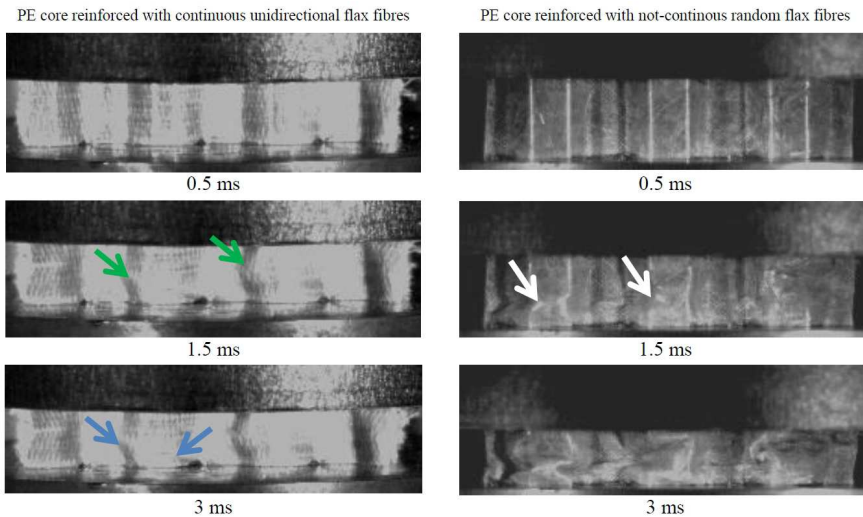 PE core reinforced with continuous unidirectional flax fibres
PE core reinforced with not-continous random flax fibres
0.5 ms
0.5 ms
1.5 ms
1.5 ms
3 ms
3 ms